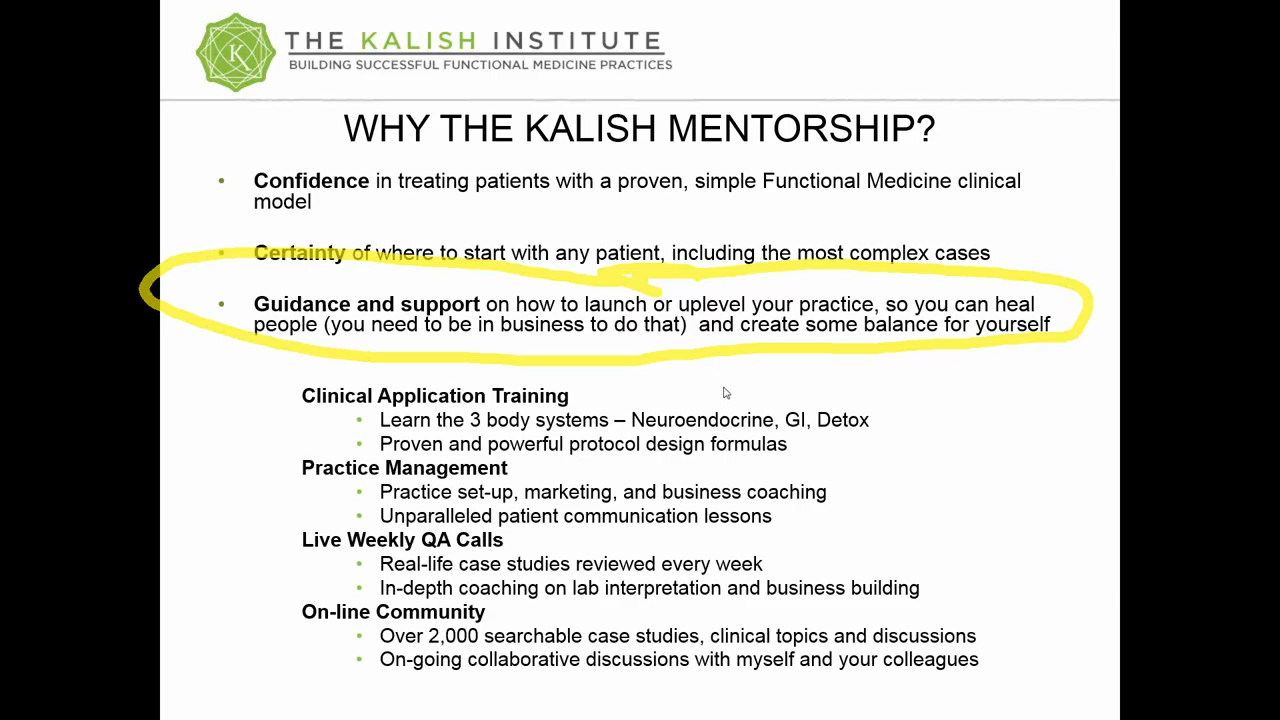 K
THE KALISH INSTITUTE
BUILDING SUCCESSFUL FUNCTIONAL MEDICINE PRACTICES
WHY THE KALISH MENTORSHIP?
• Confidence in treating patients with a proven, simple Functional Medicine clinical
model
• Certainty of where to start with any patient, including the most complex cases
• Guidance and support on how to launch or uplevel your practice, so you can heal
people (you need to be in business to do that)  and create some balance for yourself
Clinical Application Training
• Learn the 3 body systems – Neuroendocrine, GI, Detox
• Proven and powerful protocol design formulas
Practice Management
• Practice set-up, marketing, and business coaching
• Unparalleled patient communication lessons
Live Weekly QA Calls
• Real-life case studies reviewed every week
• In-depth coaching on lab interpretation and business building
On-line Community
• Over 2,000 searchable case studies, clinical topics and discussions
• On-going collaborative discussions with myself and your colleagues